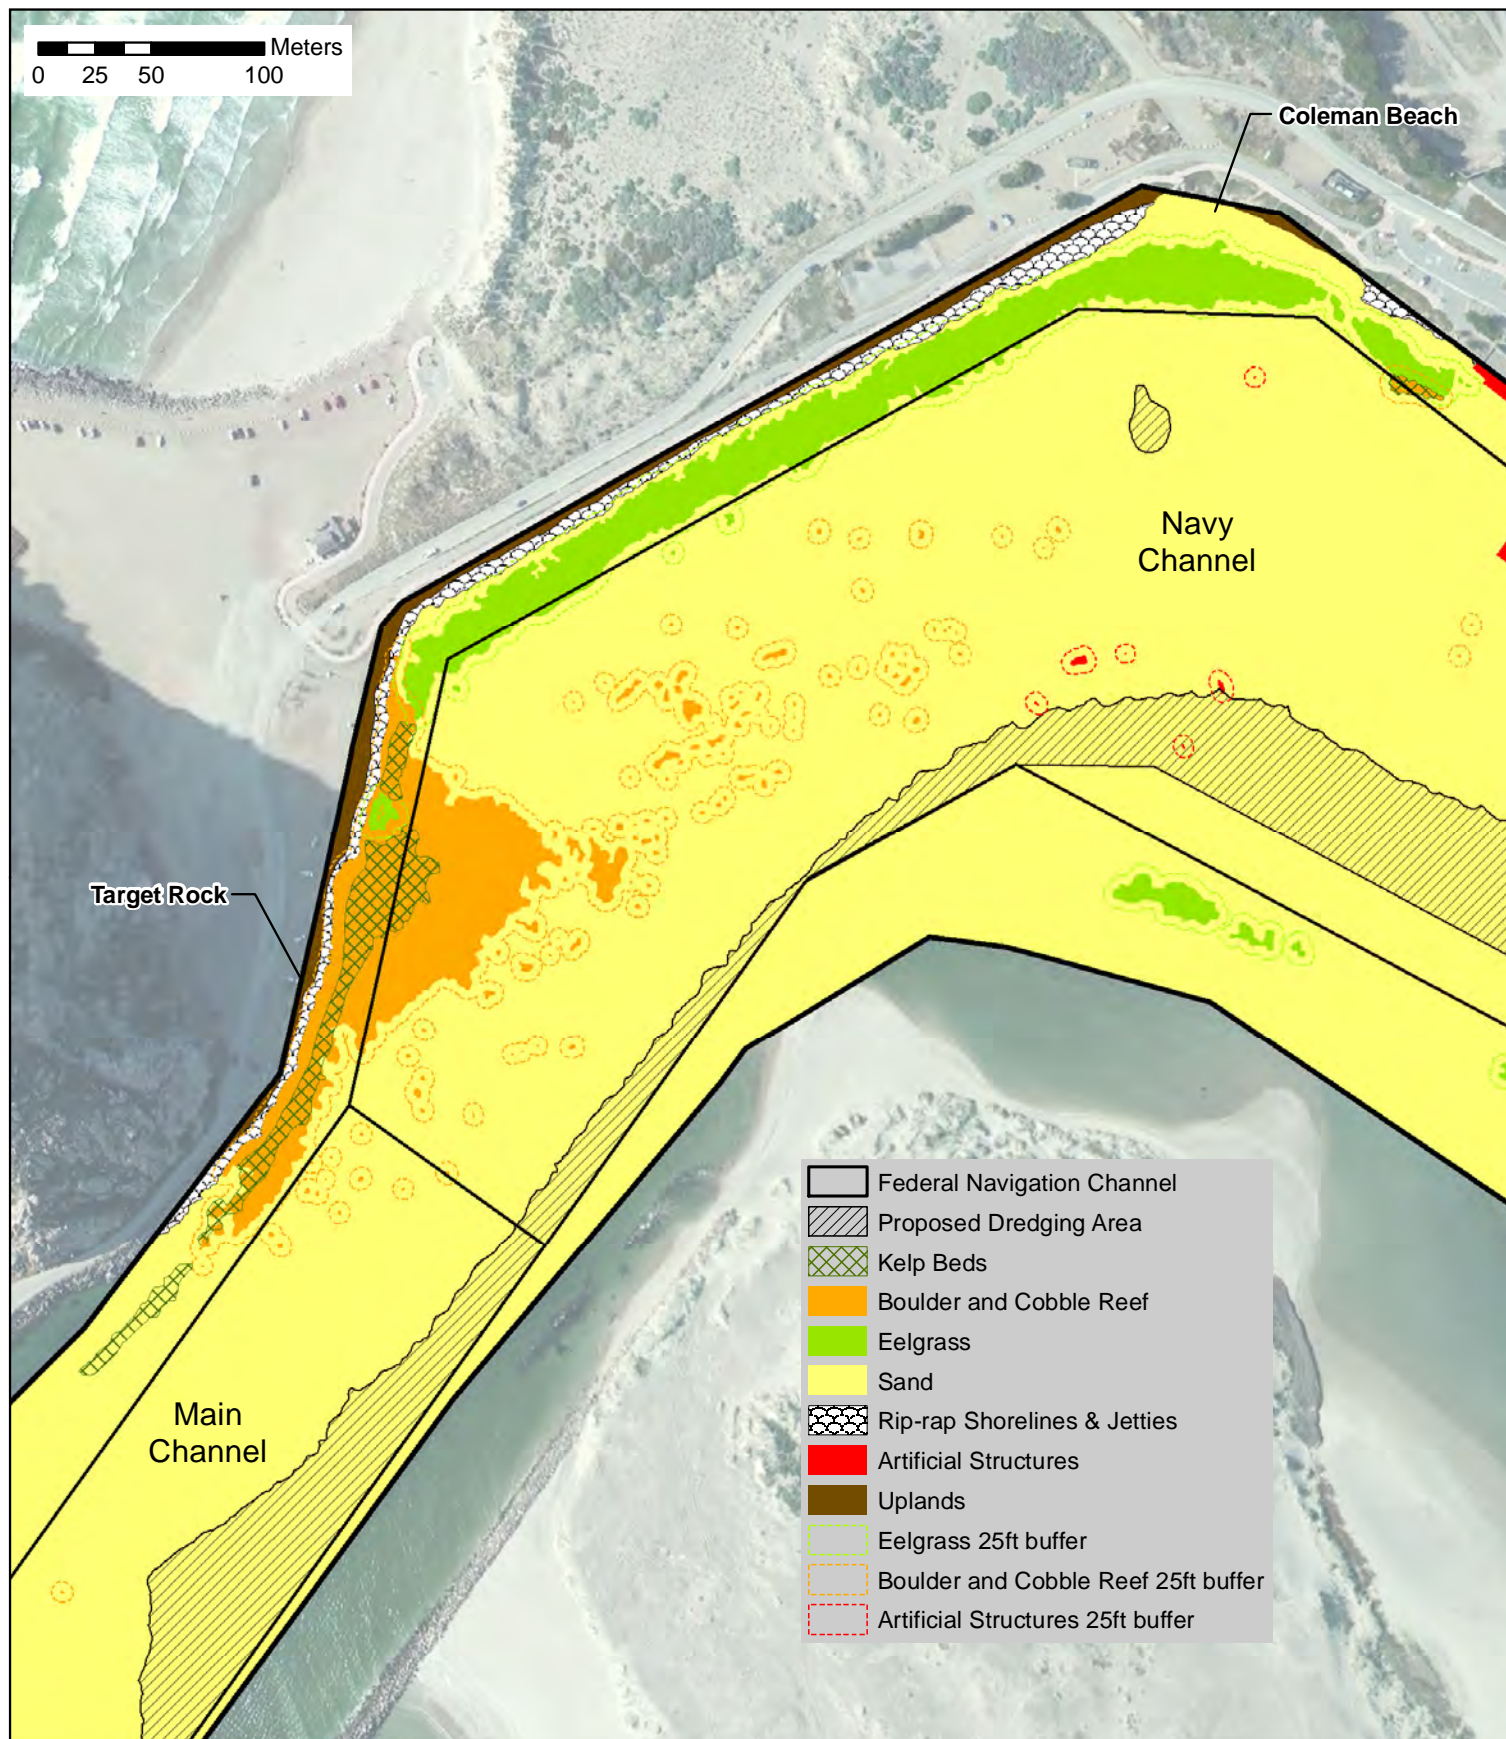 Meters
0 25 50 100
Coleman Beach
Navy
Channel
Target Rock
Main
Channel
Federal Navigation Channel
Proposed Dredging Area
Kelp Beds
Boulder and Cobble Reef
Eelgrass
Sand
Rip-rap Shorelines & Jetties
Artificial Structures
Uplands
Eelgrass 25ft buffer
Boulder and Cobble Reef 25ft buffer
Artificial Structures 25ft buffer